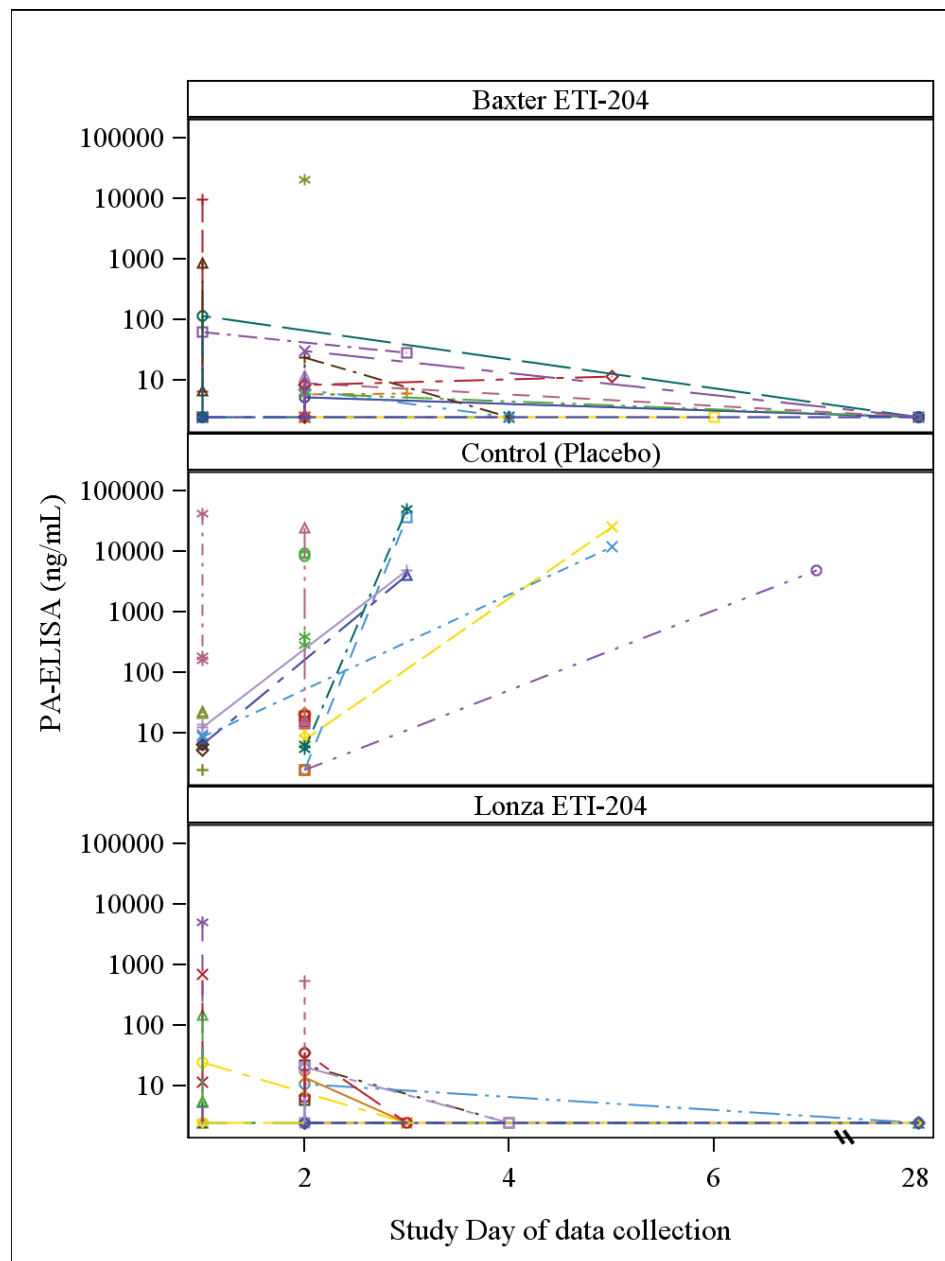 Baxter ETI-204
100000
10000
1000
100
10
Control (Placebo)
100000
10000
1000
100
10
PA-ELISA (ng/mL)
Lonza ETI-204
100000
10000
1000
100
10
2 4 6 28
Study Day of data collection